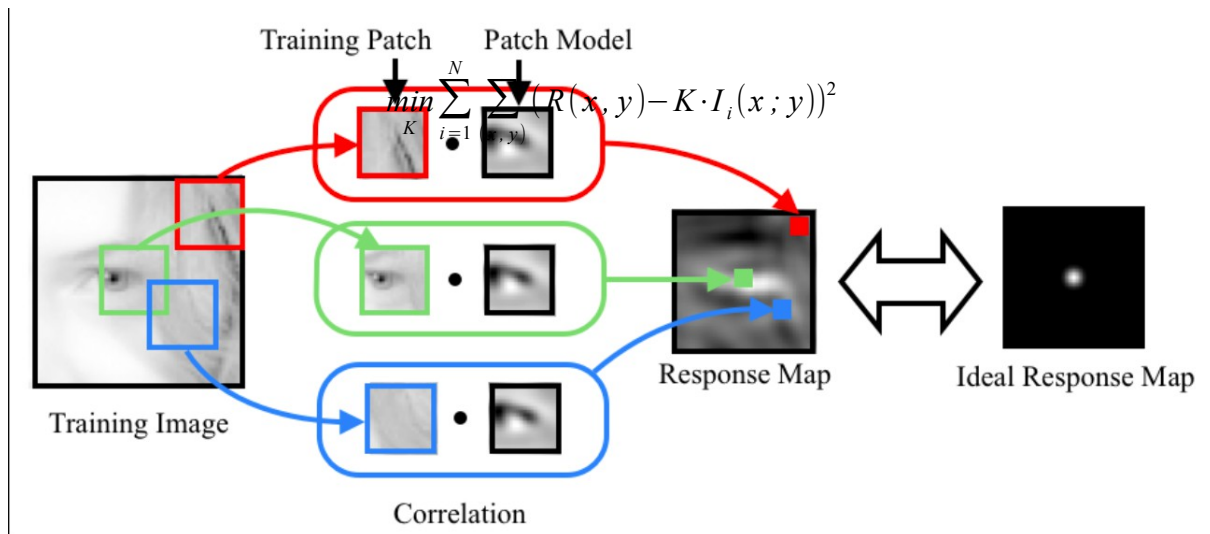 Training Patch Patch Model
min_K ∑_{i=1}^{N} ∑_{(x,y)} (R(x,y)−K·I_i(x;y))^2
Training Image
Response Map
Ideal Response Map
Correlation